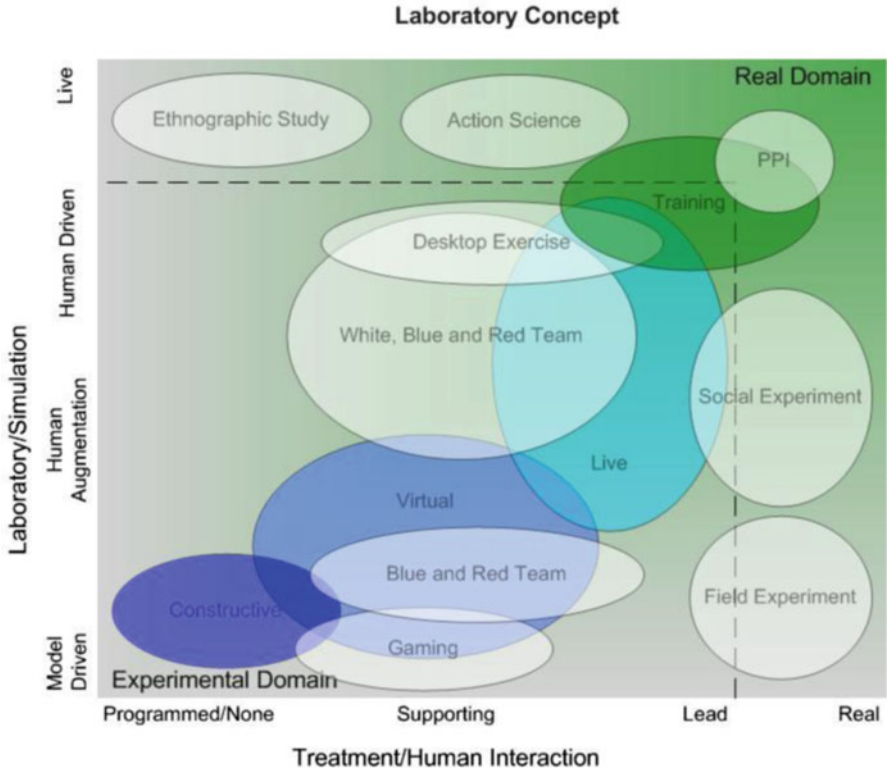 Laboratory Concept
Real Domain
Live
Ethnographic Study
Action Science
PPI
Training
Human Driven
Desktop Exercise
White, Blue and Red Team
Social Experiment
Laboratory/Simulation
Human
Augmentation
Live
Virtual
Blue and Red Team
Field Experiment
Constructive
Gaming
Model
Driven
Experimental Domain
Programmed/None
Supporting
Lead
Real
Treatment/Human Interaction